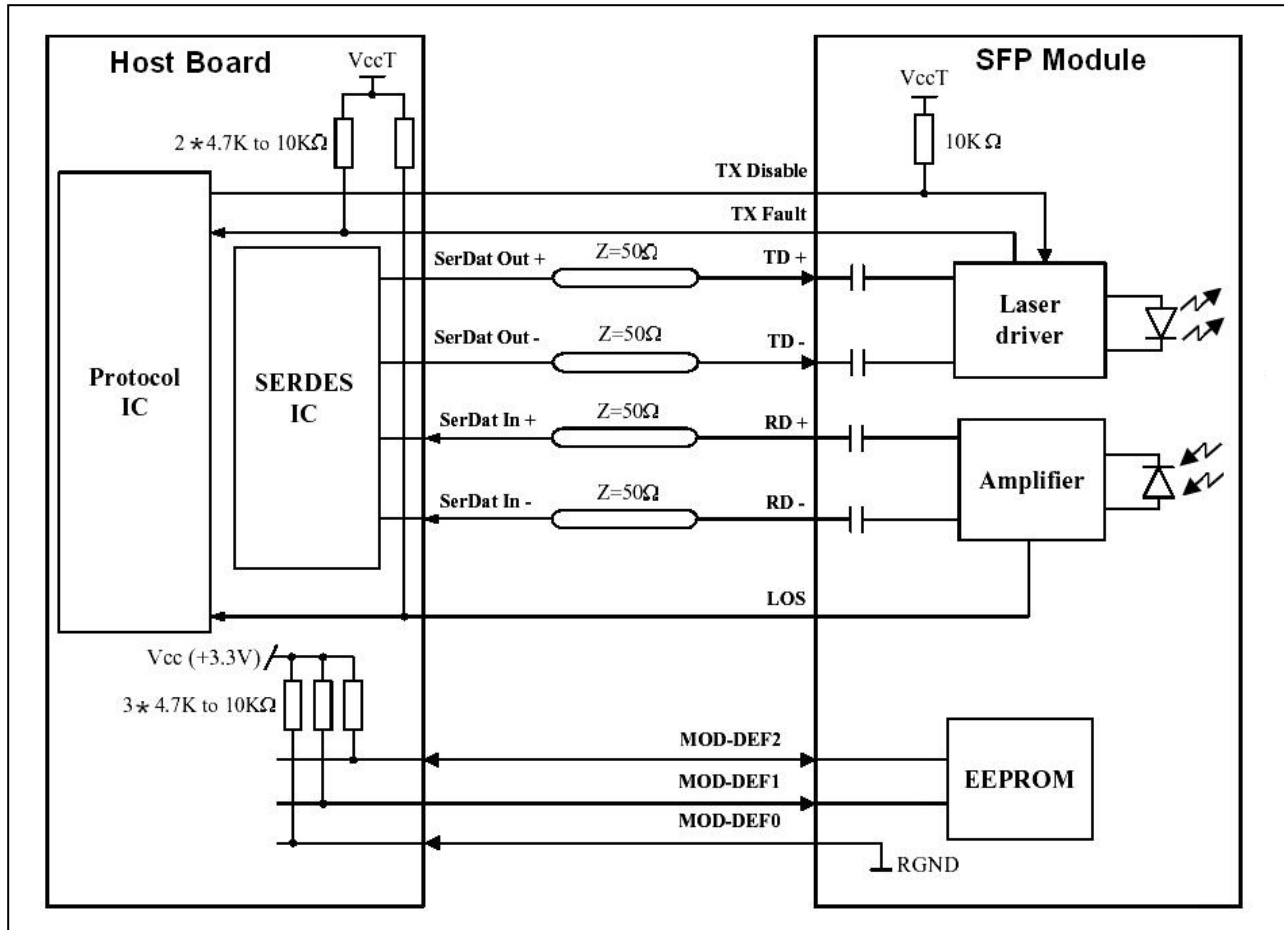 Host Board
SFP Module
VccT
VccT
2*4.7K to 10KΩ
10KΩ
TX Disable
TX Fault
SerDat Out +
Z=50Ω
TD +
SerDat Out -
Z=50Ω
TD -
Laser
driver
Protocol
IC
SERDES
IC
SerDat In +
Z=50Ω
RD +
SerDat In -
Z=50Ω
RD -
Amplifier
LOS
Vcc (+3.3V)
3*4.7K to 10KΩ
MOD-DEF2
MOD-DEF1
MOD-DEF0
EEPROM
RGND